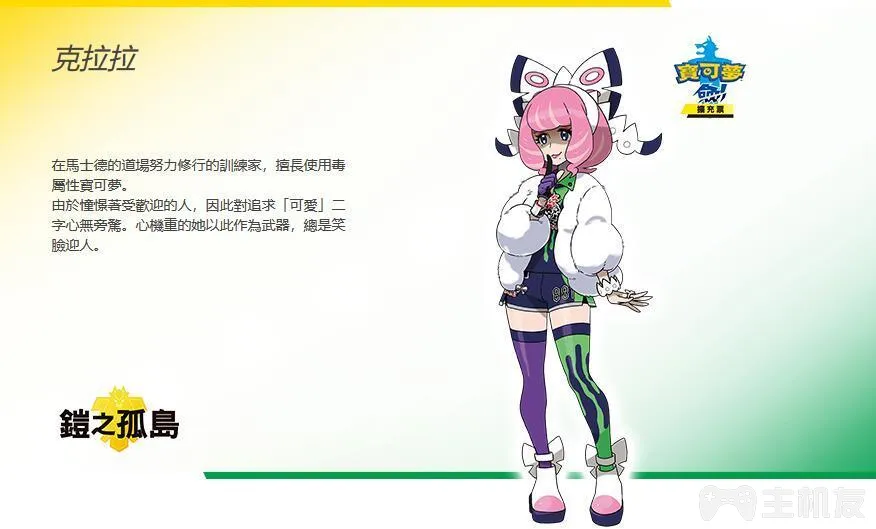 克拉拉
寶可夢
劍/
擴充票
在馬士德的道場努力修行的訓練家，擅長使用毒
屬性寶可夢。
由於憧憬著受歡迎的人，因此對追求「可愛」二
字心無旁騖。心機重的她以此作為武器，總是笑
臉迎人。
99
鎧之孤島
主机友